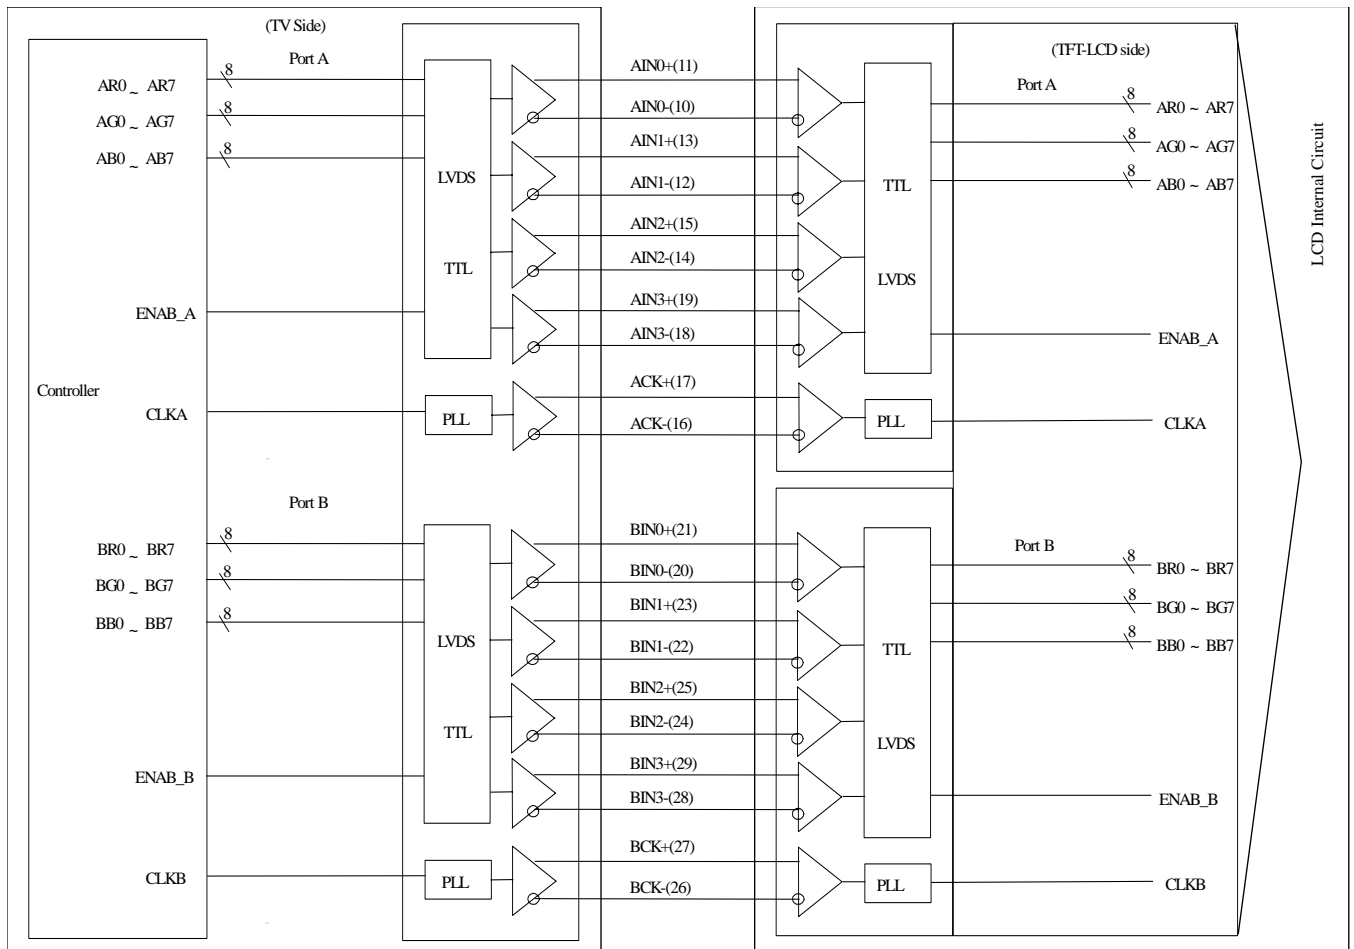 (TV Side)
Port A
AR0 ~ AR7
8
AG0 ~ AG7
8
AB0 ~ AB7
8
ENAB_A
Controller
CLKA
LVDS
TTL
PLL
AIN0+(11)
AIN0-(10)
AIN1+(13)
AIN1-(12)
AIN2+(15)
AIN2-(14)
AIN3+(19)
AIN3-(18)
ACK+(17)
ACK-(16)
TTL
LVDS
PLL
(TFT-LCD side)
Port A
8
AR0 ~ AR7
8
AG0 ~ AG7
8
AB0 ~ AB7
ENAB_A
CLKA
LCD Internal Circuit
Port B
BR0 ~ BR7
8
BG0 ~ BG7
8
BB0 ~ BB7
8
ENAB_B
CLKB
LVDS
TTL
PLL
BIN0+(21)
BIN0-(20)
BIN1+(23)
BIN1-(22)
BIN2+(25)
BIN2-(24)
BIN3+(29)
BIN3-(28)
BCK+(27)
BCK-(26)
TTL
LVDS
PLL
Port B
8
BR0 ~ BR7
8
BG0 ~ BG7
8
BB0 ~ BB7
ENAB_B
CLKB